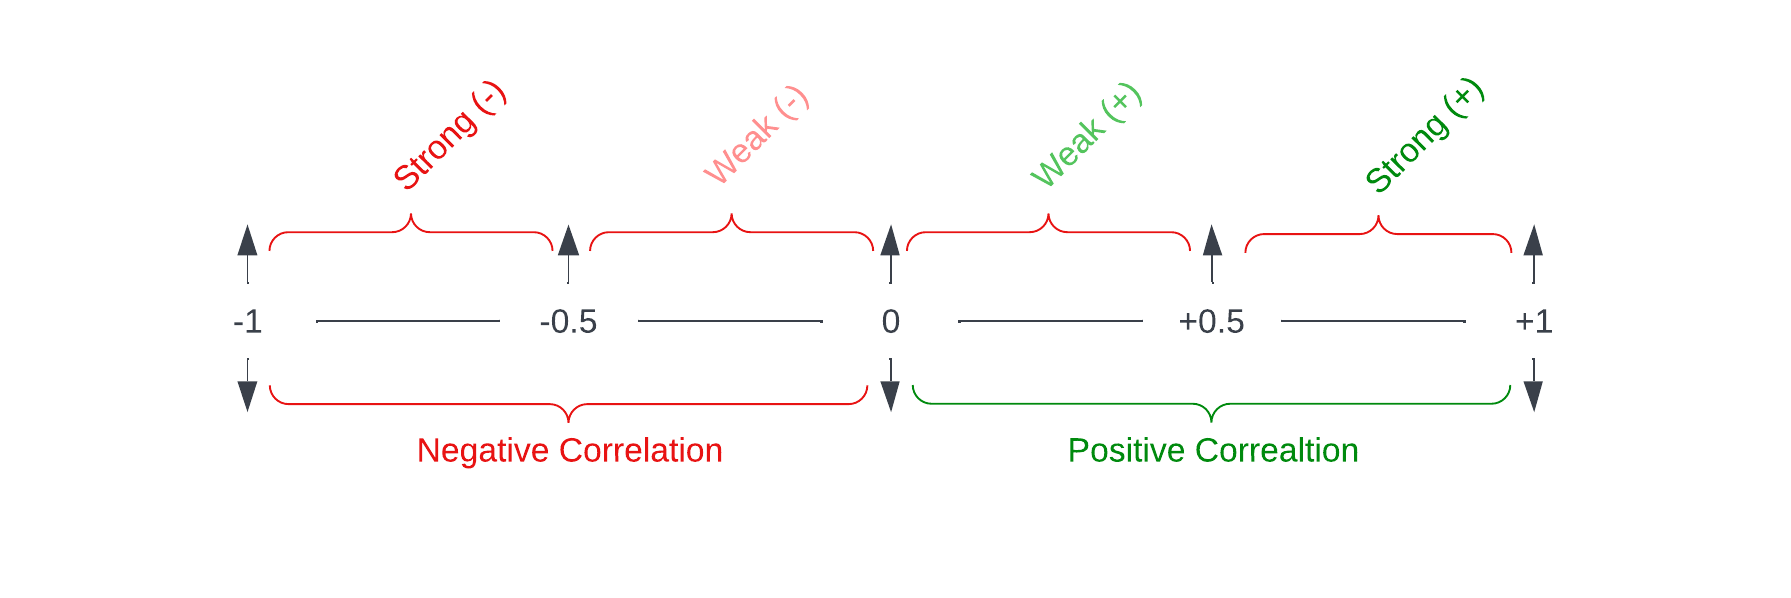 Strong (-)
Weak (-)
Weak (+)
Strong (+)
-1
-0.5
0
+0.5
+1
Negative Correlation
Positive Correaltion